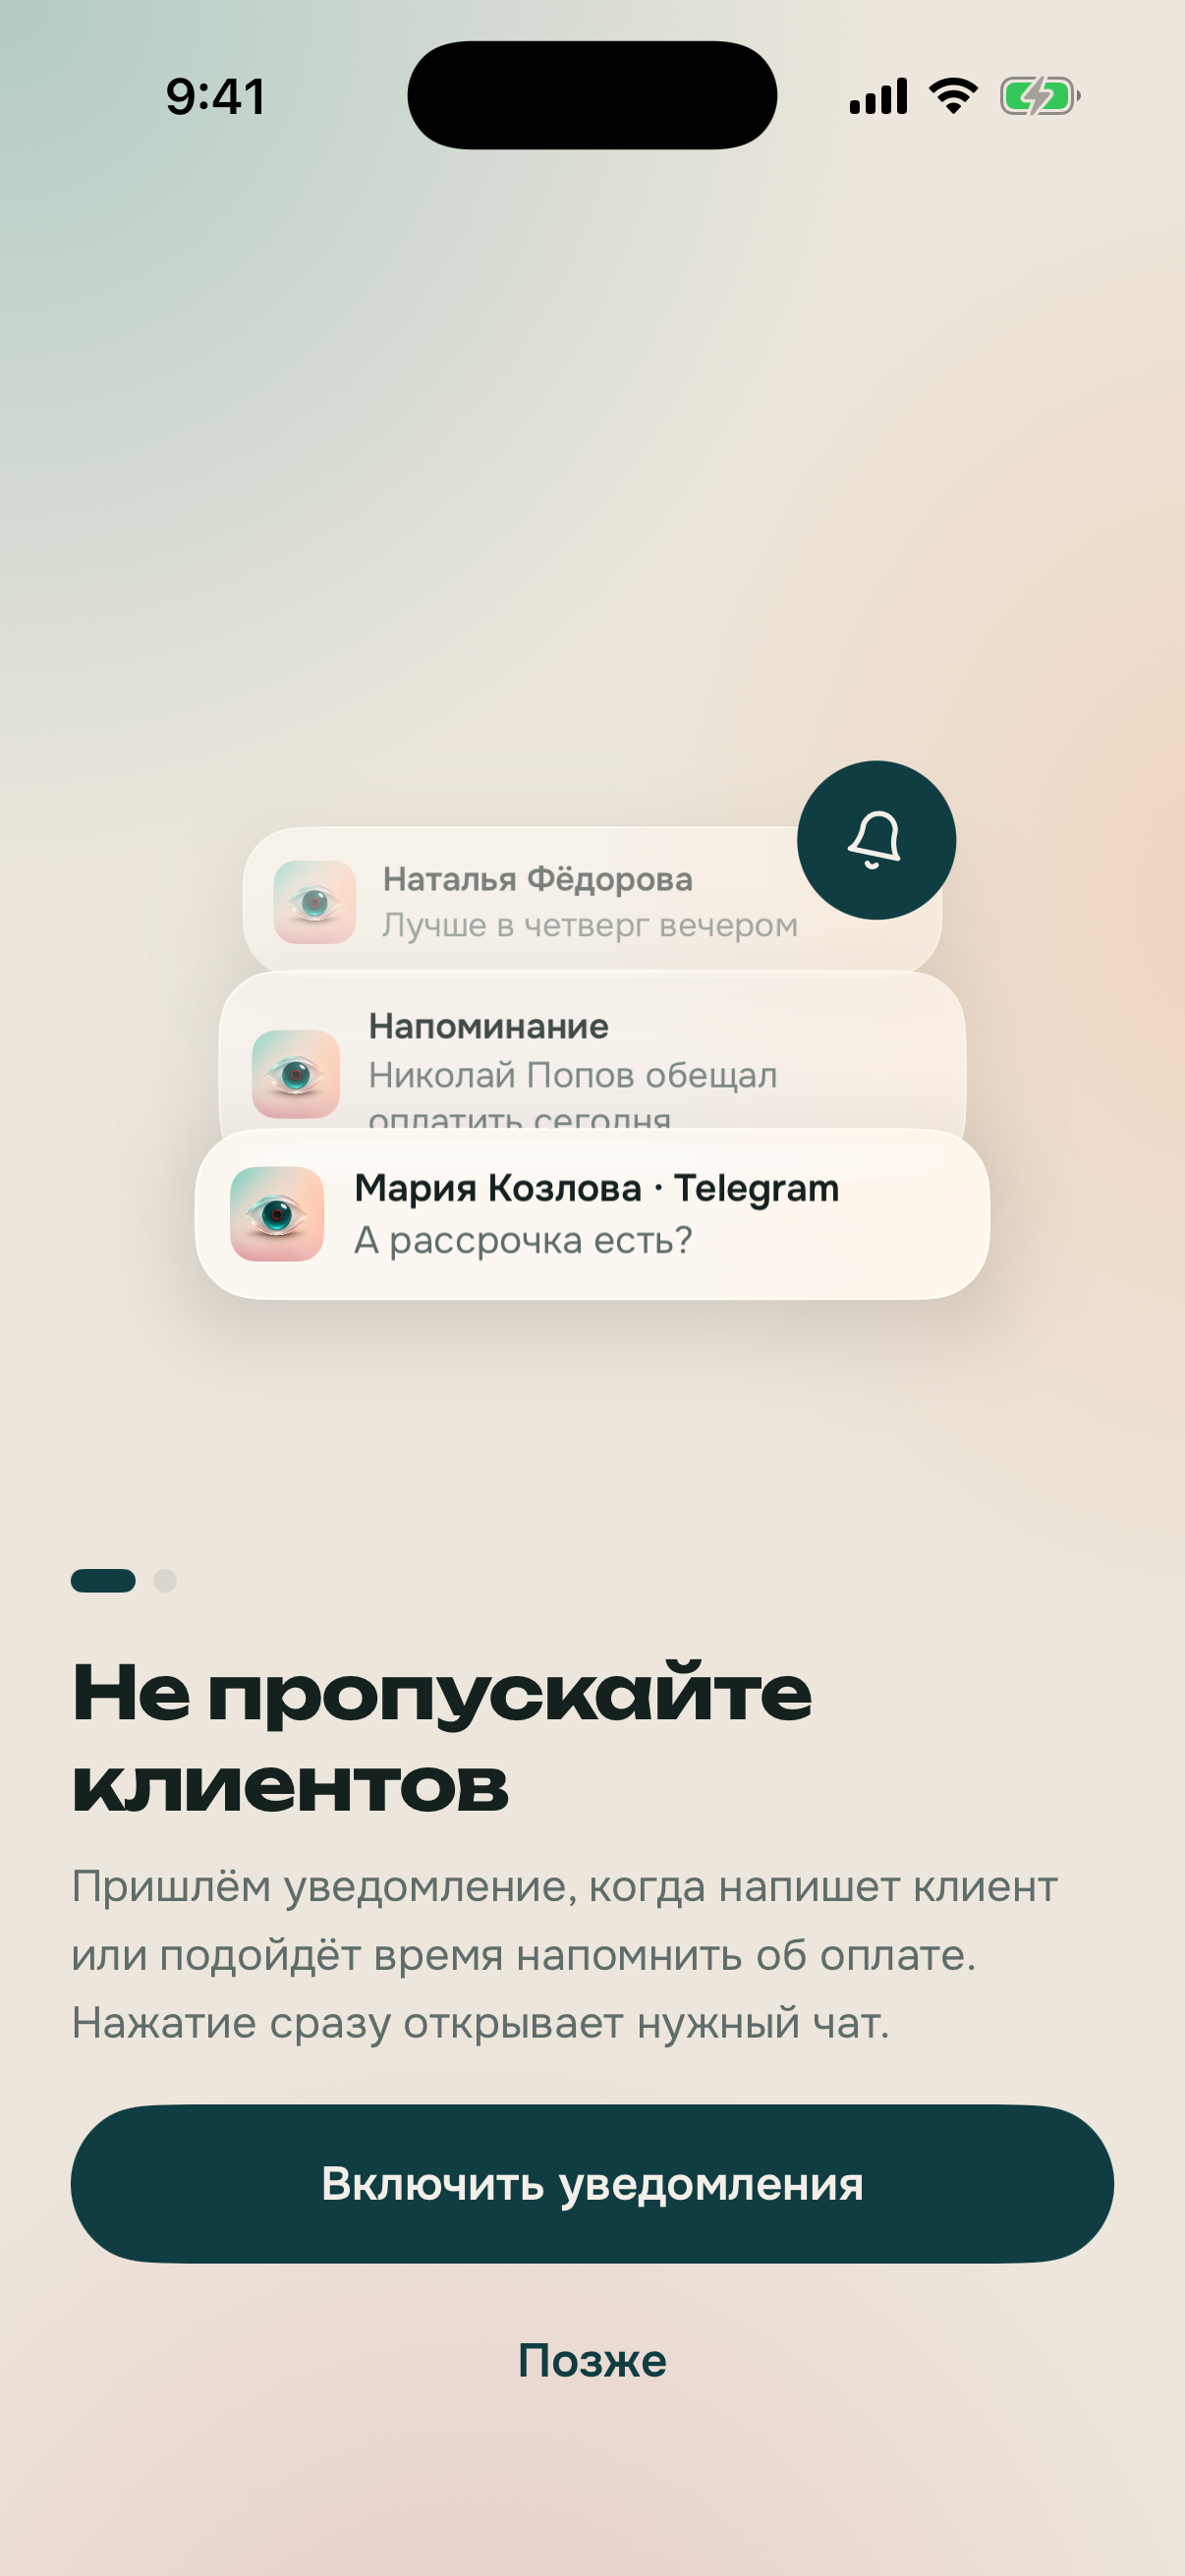 9:41
Наталья Фёдорова
Лучше в четверг вечером
Напоминание
Николай Попов обещал
оплатить сегодня
Мария Козлова · Telegram
А рассрочка есть?
Не пропускайте
клиентов
Пришлём уведомление, когда напишет клиент
или подойдёт время напомнить об оплате.
Нажатие сразу открывает нужный чат.
Включить уведомления
Позже